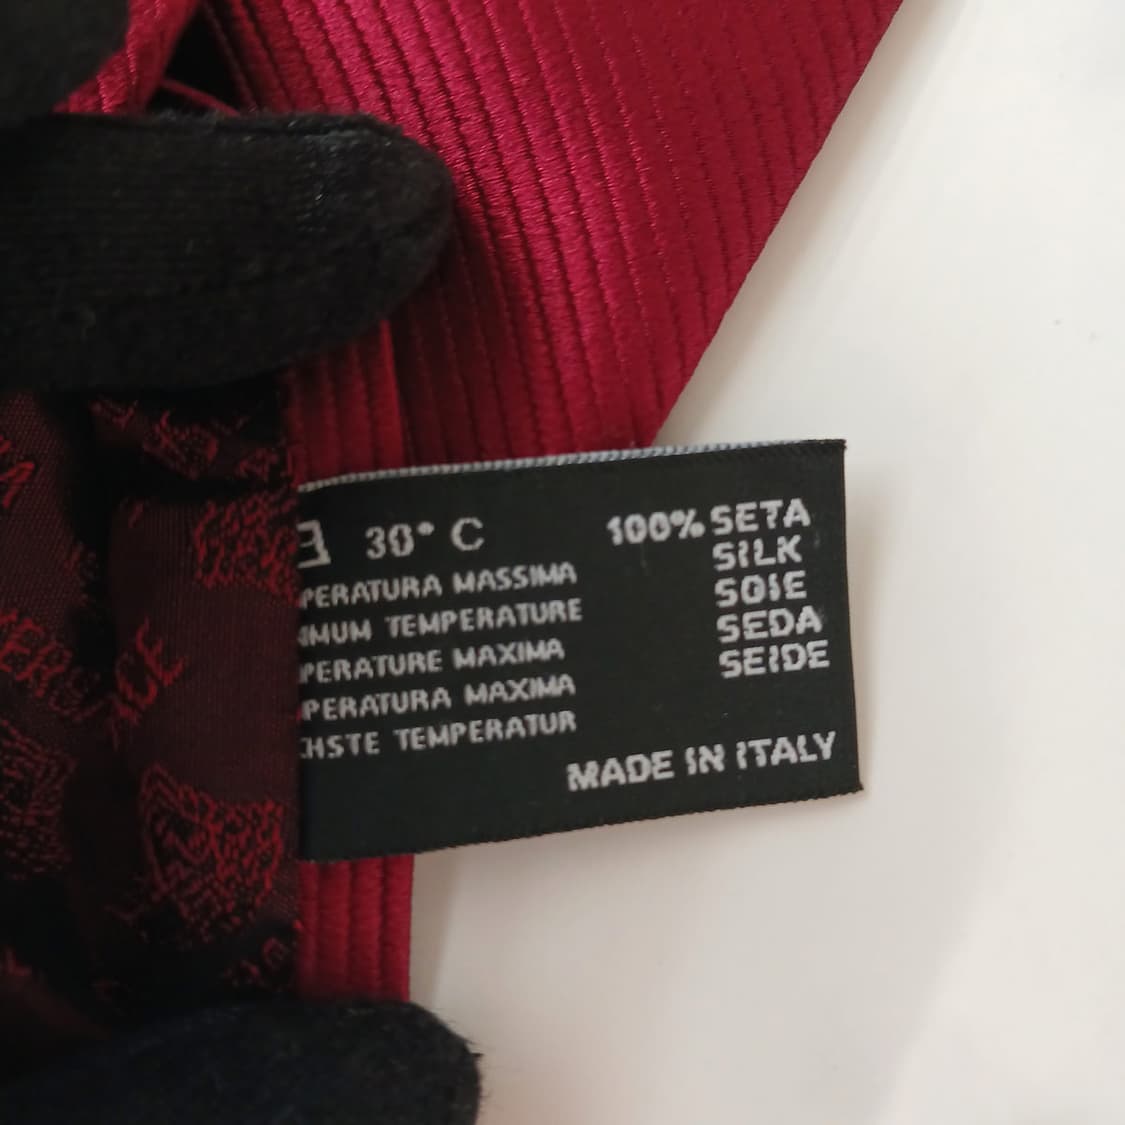 30° C
PERATURA MASSIMA
IMUM TEMPERATURE
PERATURE MAXIMA
PERATURA MAXIMA
CHSTE TEMPERATUR
100% SETA
SILK
SOIE
SEDA
SEIDE
MADE IN ITALY